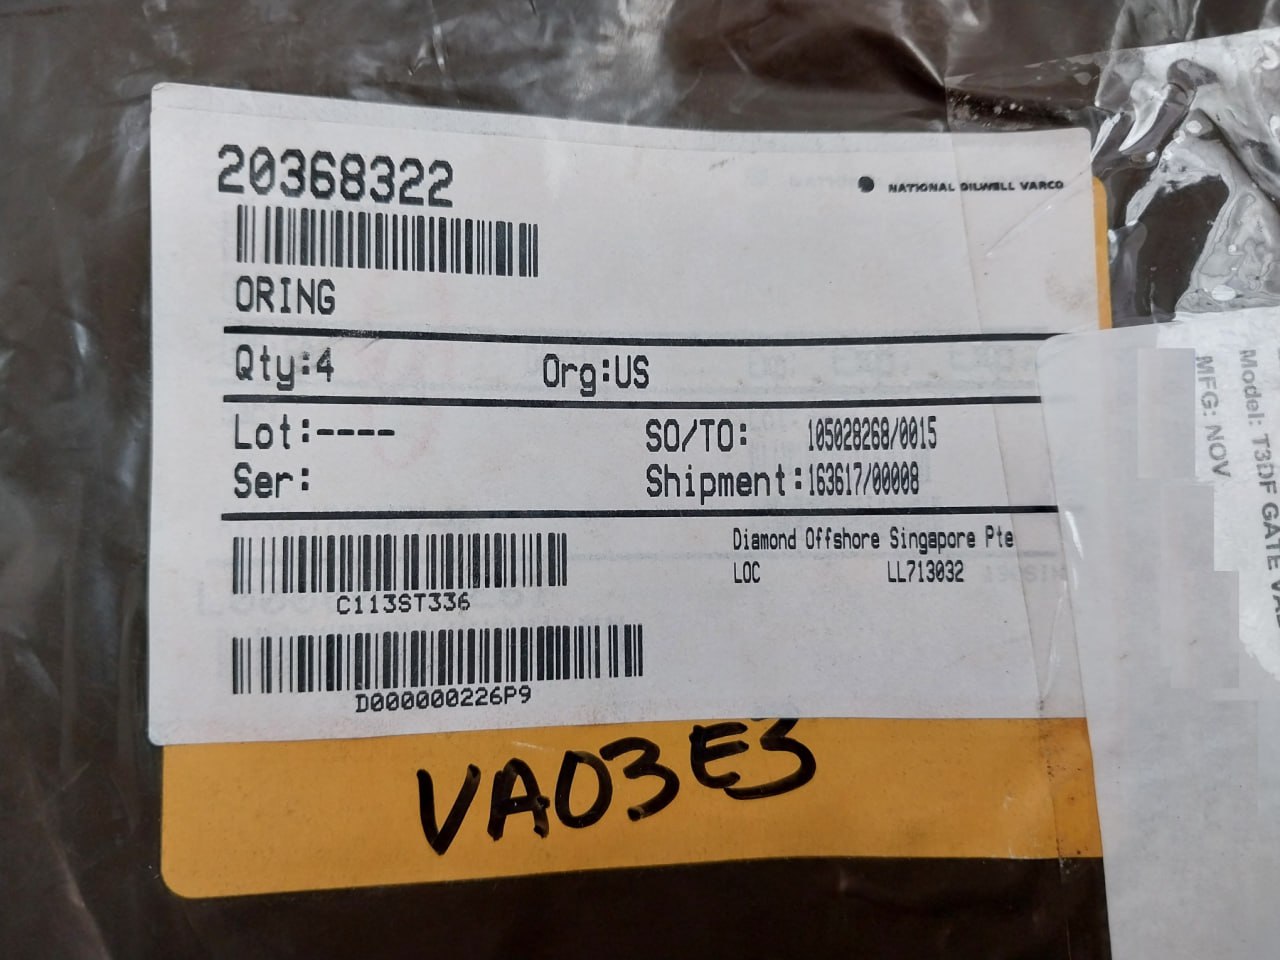 20368322
NATIONAL OILWELL VARCO
ORING
Qty:4 Org:US
Lot:----
SO/TO: 105028268/0015
Ser:
Shipment:163617/00008
Diamond Offshore Singapore Pte
LOC LL713032
C113ST336
D000000226P9
VA03E3
MFG: NOV
Model: T3DF GATE